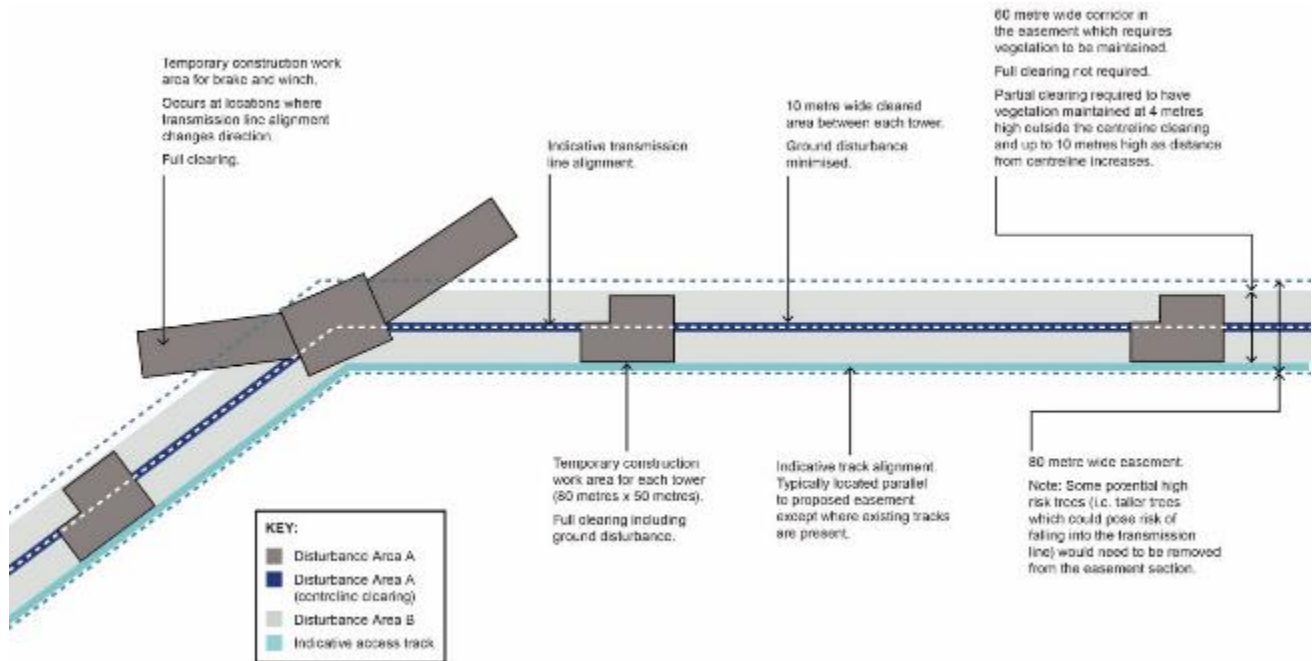 Temporary construction work
area for brake and winch.
Occurs at locations where
transmission line alignment
changes direction.
Full clearing.
Indicative transmission
line alignment.
10 metre wide cleared
area between each tower.
Ground disturbance
minimised.
60 metre wide corridor in
the easement which requires
vegetation to be maintained.
Full clearing not required.
Partial clearing required to have
vegetation maintained at 4 metres
high outside the centreline clearing
and up to 10 metres high as distance
from centreline increases.
Temporary construction
work area for each tower
(80 metres x 50 metres).
Full clearing including
ground disturbance.
Indicative track alignment.
Typically located parallel
to proposed easement
except where existing tracks
are present.
80 metre wide easement.
Note: Some potential high
risk trees (i.e. taller trees
which could pose risk of
falling into the transmission
line) would need to be removed
from the easement section.
KEY:
Disturbance Area A
Disturbance Area A
(centreline clearing)
Disturbance Area B
Indicative access track